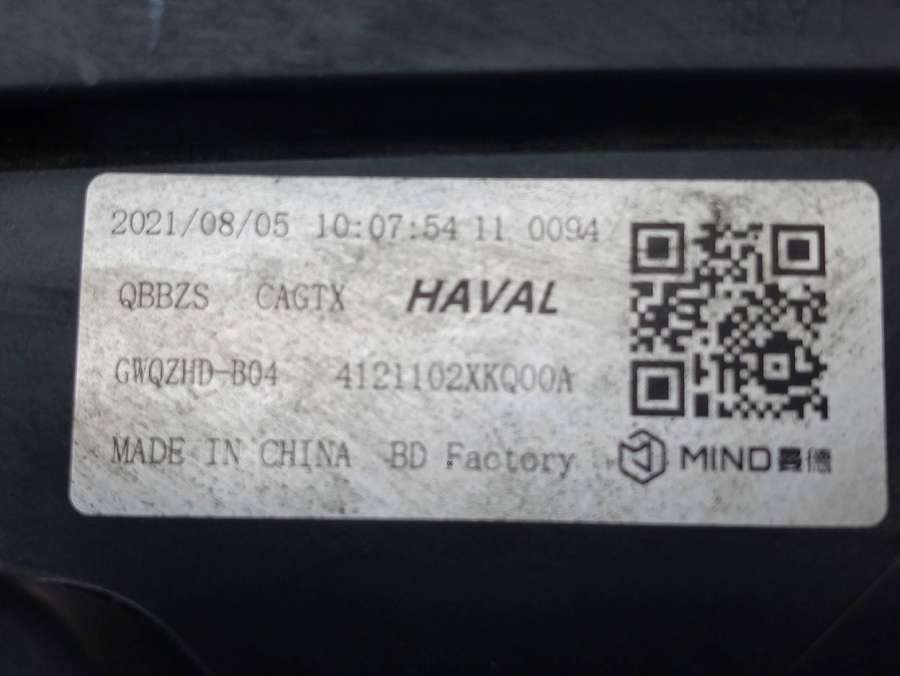 2021/08/05 10:07:54 11 0094
QBBZS CAGTX HAVAL
GWQZHD-B04 4121102XKQ00A
MADE IN CHINA BD Factory MIND曼德